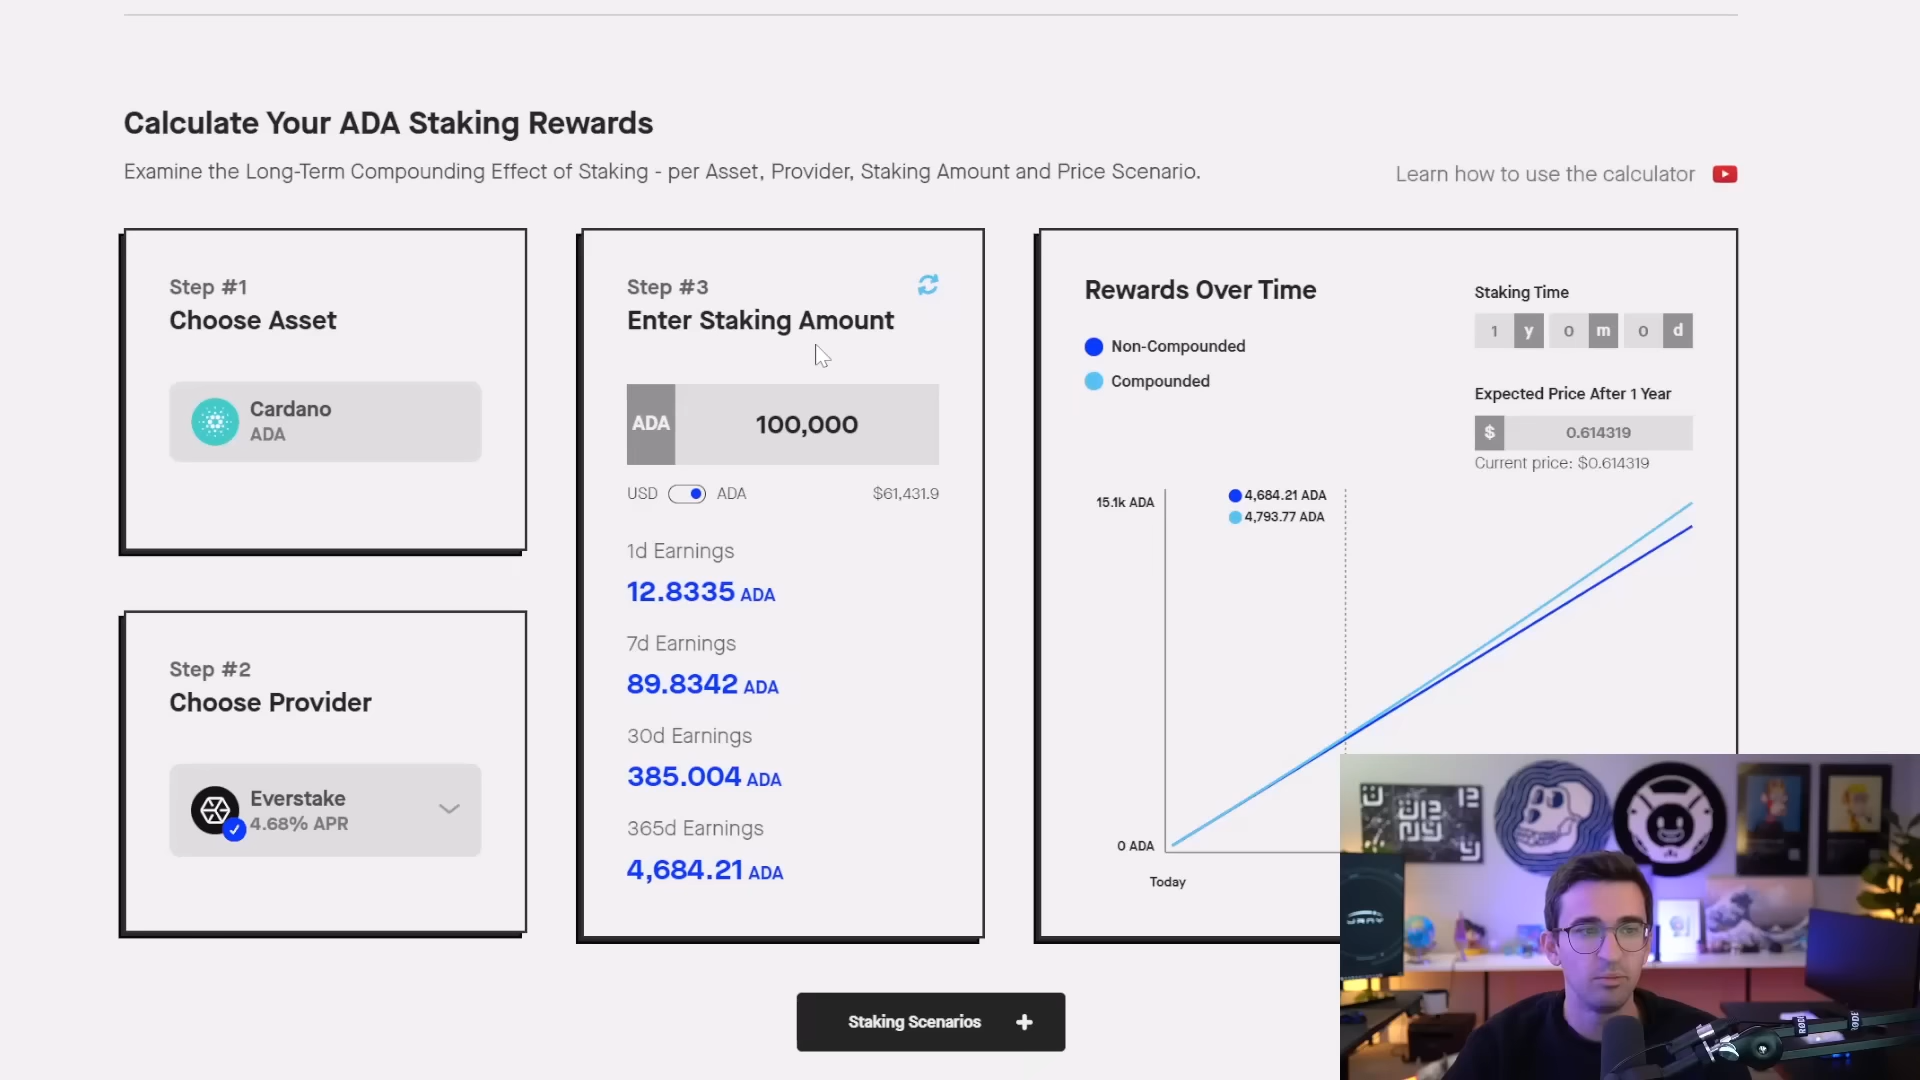 Calculate Your ADA Staking Rewards
Examine the Long-Term Compounding Effect of Staking - per Asset, Provider, Staking Amount and Price Scenario.
Learn how to use the calculator
Step #1
Choose Asset
Cardano
ADA
Step #2
Choose Provider
Everstake
4.68% APR
Step #3
Enter Staking Amount
ADA
100,000
USD
ADA
$61,431.9
1d Earnings
12.8335 ADA
7d Earnings
89.8342 ADA
30d Earnings
385.004 ADA
365d Earnings
4,684.21 ADA
Rewards Over Time
Non-Compounded
Compounded
Staking Time
1 y 0 m 0 d
Expected Price After 1 Year
$ 0.614319
Current price: $0.614319
15.1k ADA
4,684.21 ADA
4,793.77 ADA
0 ADA
Today
Staking Scenarios +
RØDE
RØDE